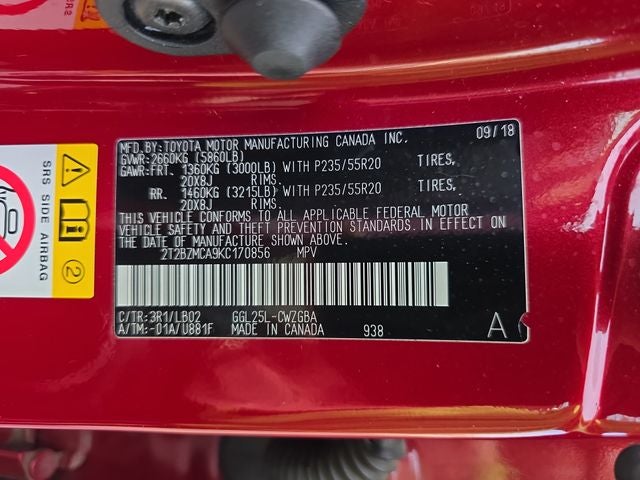 MFD.BY:TOYOTA MOTOR MANUFACTURING CANADA INC. 09/18
GVWR:2660KG (5860LB)
GAWR:FRT. 1360KG (3000LB) WITH P235/55R20 TIRES,
20X8J RIMS,
RR. 1460KG (3215LB) WITH P235/55R20 TIRES,
20X8J RIMS.
THIS VEHICLE CONFORMS TO ALL APPLICABLE FEDERAL MOTOR
VEHICLE SAFETY AND THEFT PREVENTION STANDARDS. IN EFFECT ON
THE DATE OF MANUFACTURE SHOWN ABOVE.
2T2BZMCA9KC170856 MPV
C/TR:3R1/LB02 GGL25L-CWZGBA
A/TM:-01A/U881F MADE IN CANADA 938 A
SRS SIDE AIRBAG
2